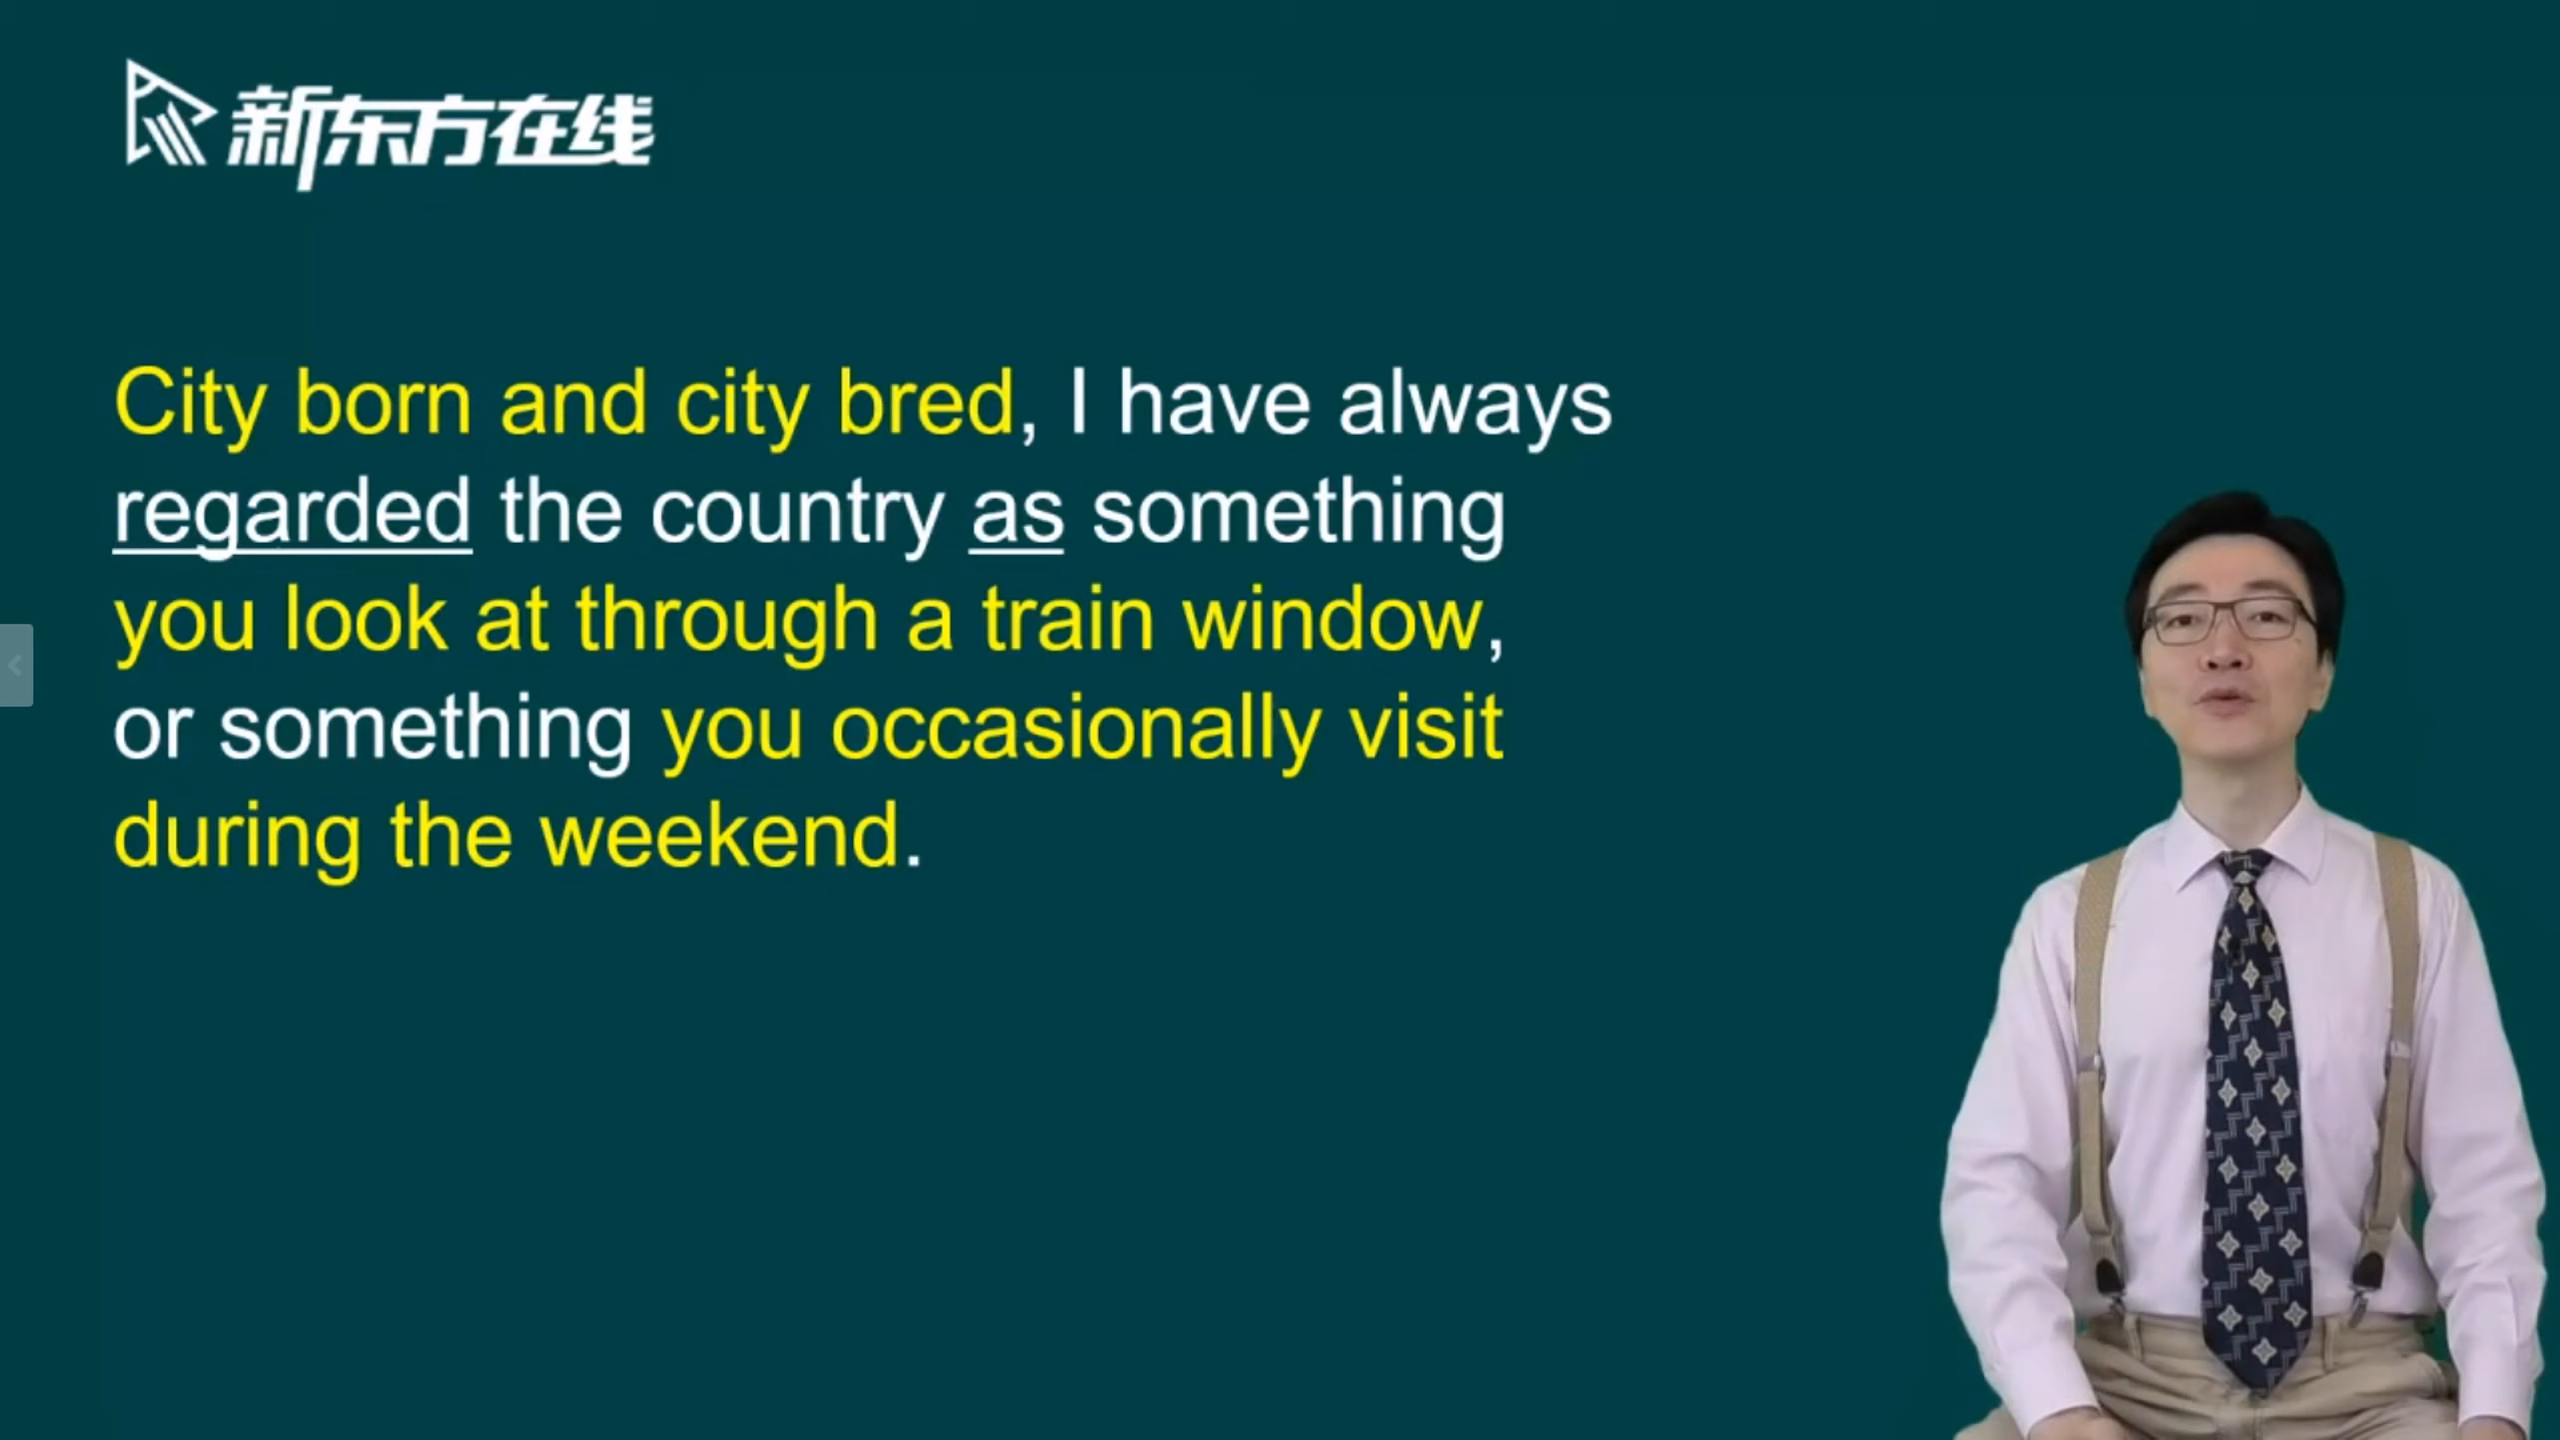 新东方在线
City born and city bred, I have always
regarded the country as something
you look at through a train window,
or something you occasionally visit
during the weekend.